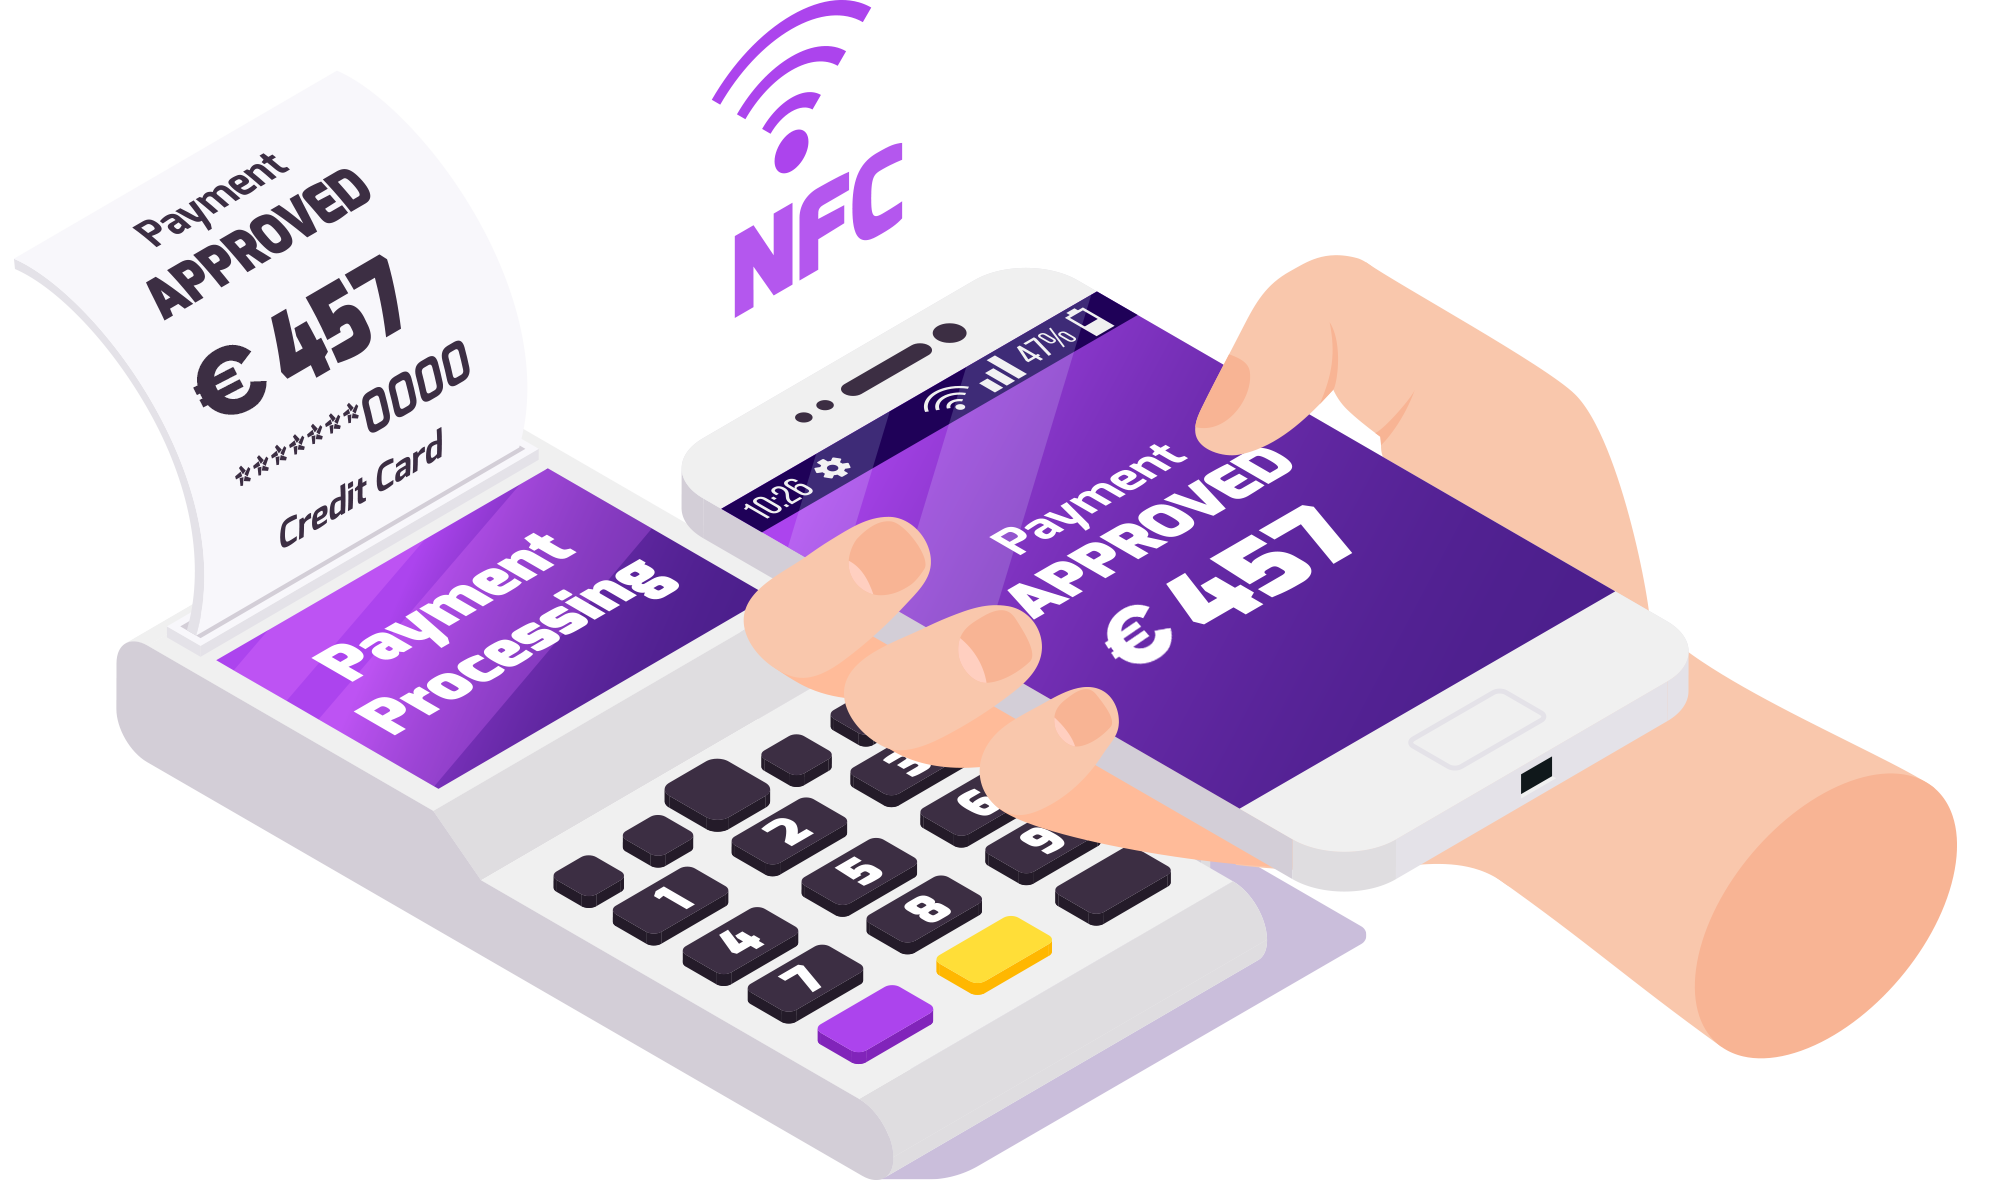 NFC
Payment
APPROVED
€ 457
*******0000
Credit Card
Payment
Processing
10:26 47%
Payment
APPROVED
€ 457
1 2 3
4 5 6
7 8 9